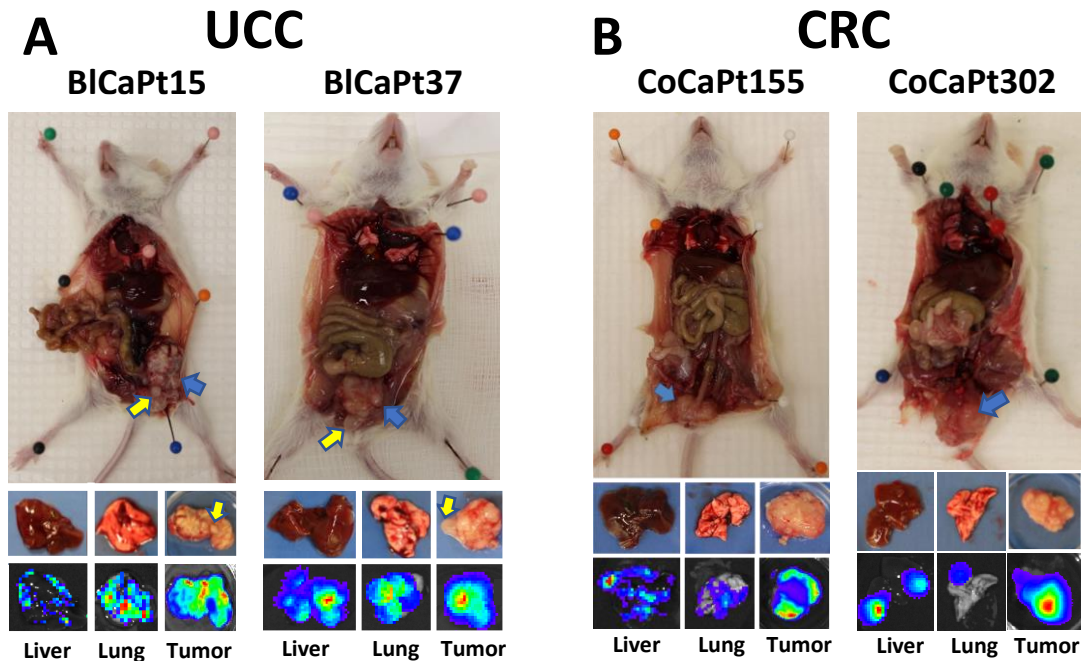 A
UCC
BlCaPt15
BlCaPt37
Liver
Lung
Tumor
Liver
Lung
Tumor
B
CRC
CoCaPt155
CoCaPt302
Liver
Lung
Tumor
Liver
Lung
Tumor